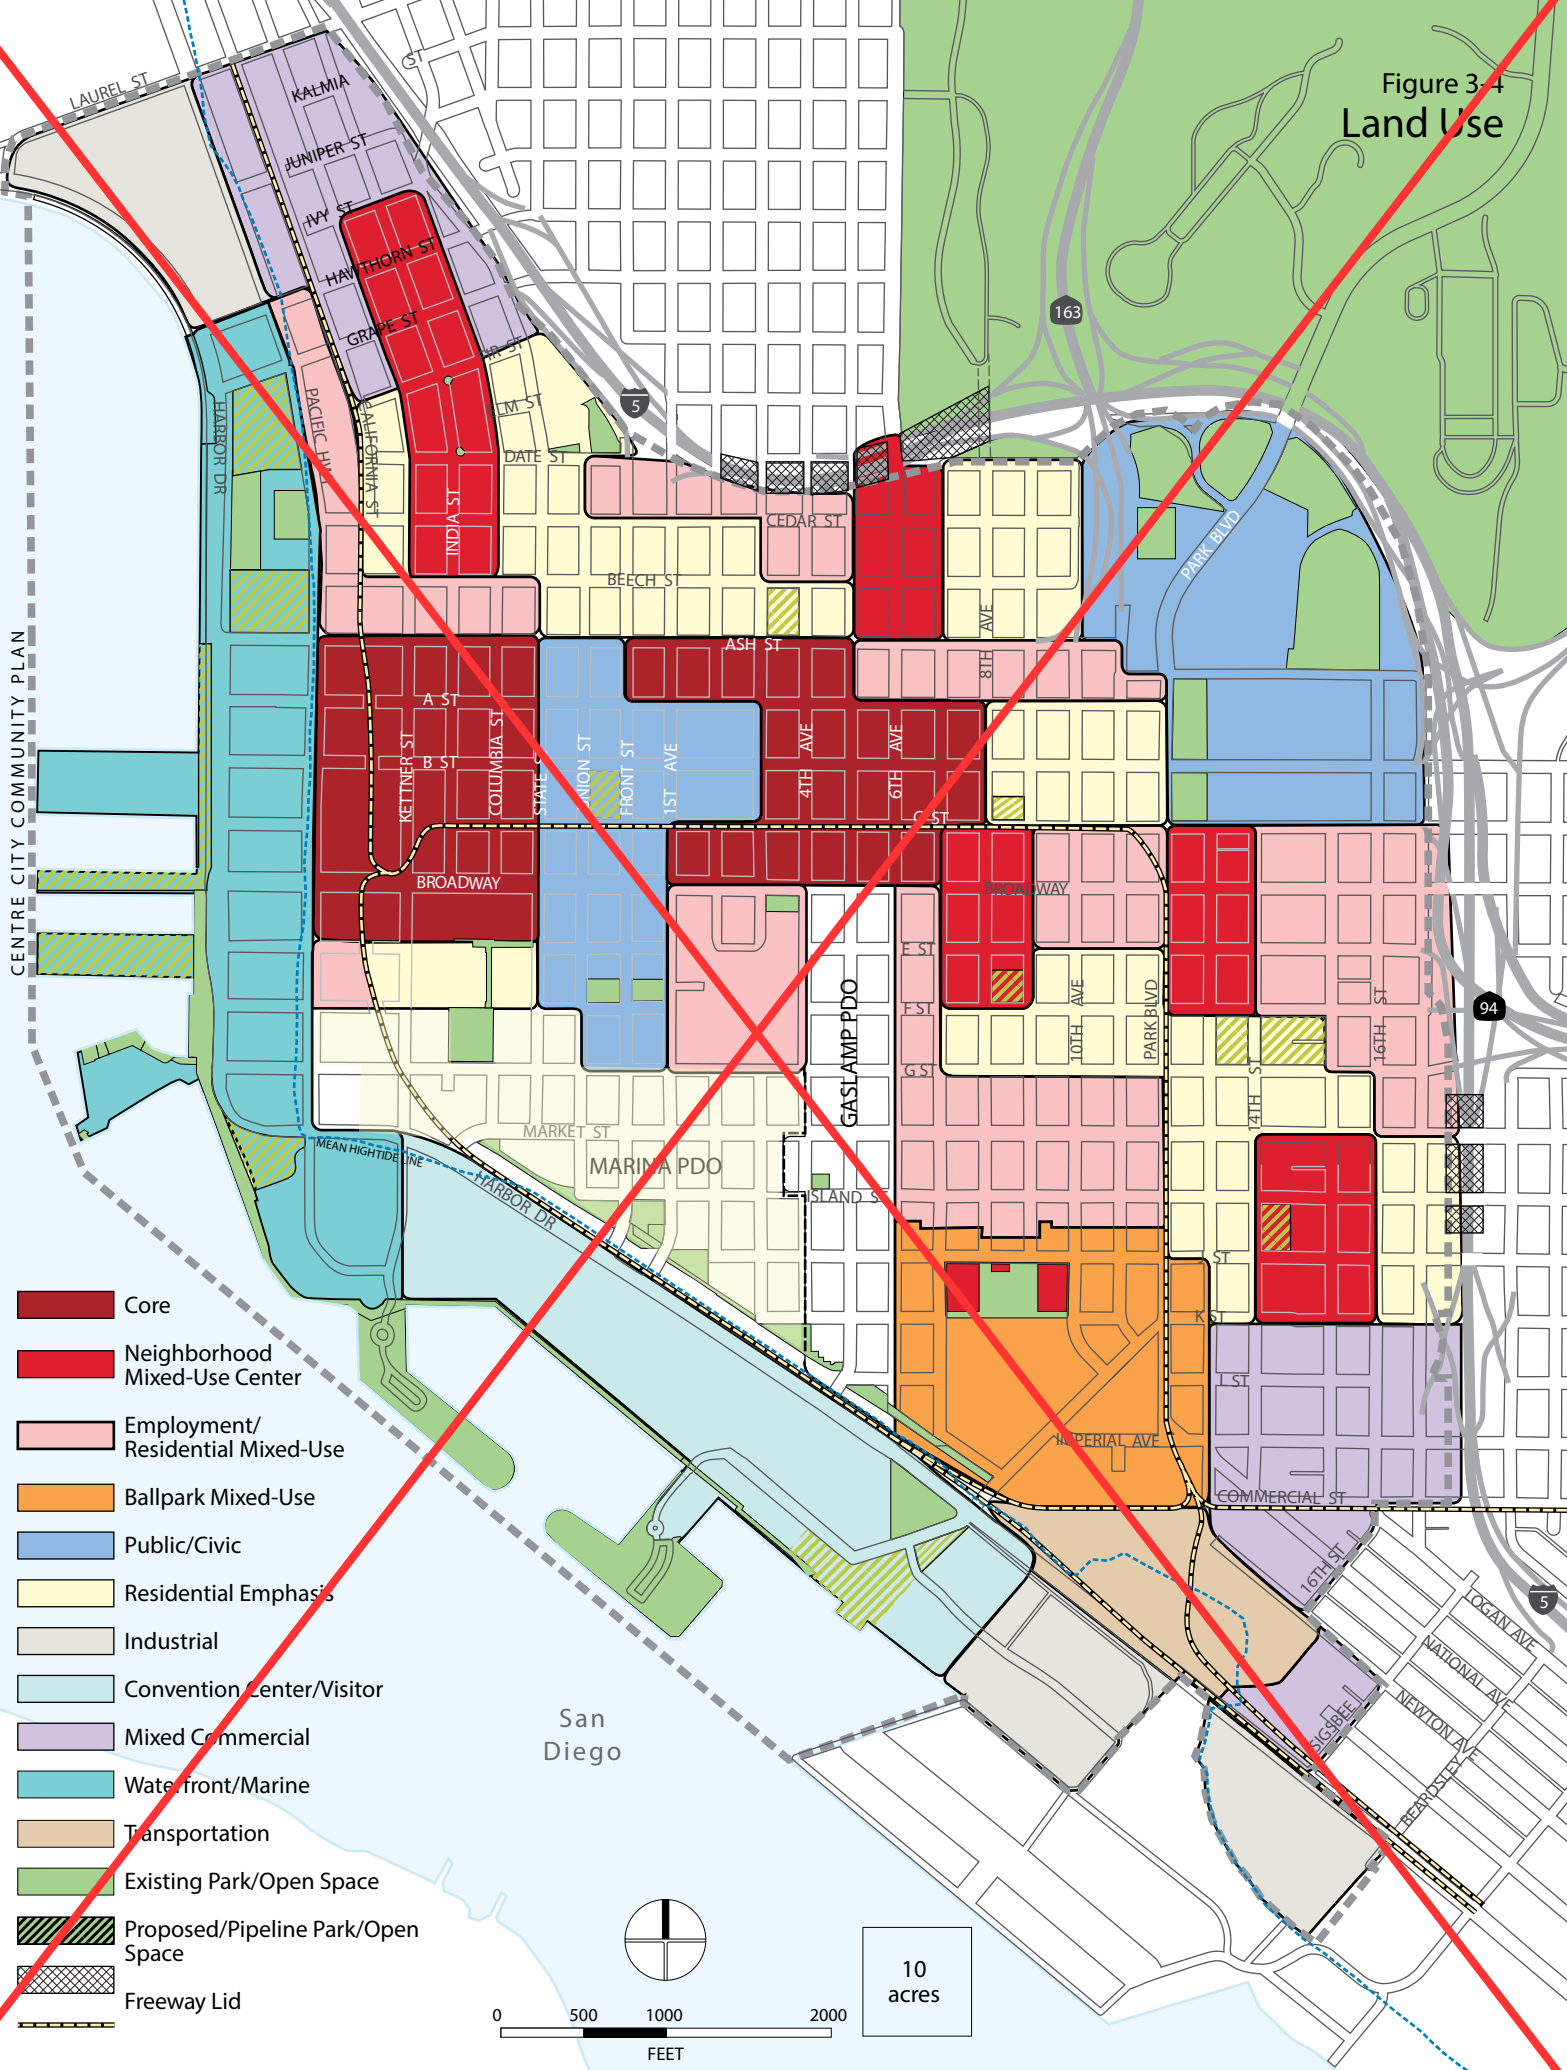 Figure 3-4
Land Use
LAUREL ST
ST
KALMIA
JUNIPER ST
IVY ST
HAWTHORN ST
GRAPE ST
ELM ST
DATE ST
CEDAR ST
BEECH ST
ASH ST
A ST
B ST
C ST
BROADWAY
BROADWAY
E ST
F ST
G ST
MARKET ST
MARINA PDO
ISLAND ST
J ST
K ST
L ST
IMPERIAL AVE
COMMERCIAL ST
HARBOR DR
PACIFIC HWY
CALIFORNIA ST
INDIA ST
KETTNER ST
COLUMBIA ST
STATE ST
UNION ST
FRONT ST
1ST AVE
4TH AVE
6TH AVE
8TH AVE
10TH AVE
PARK BLVD
PARK BLVD
14TH ST
16TH ST
16TH ST
GASLAMP PDO
MEAN HIGHTIDE LINE
HARBOR DR
LOGAN AVE
NATIONAL AVE
NEWTON AVE
SIGSBEE
BEARDSLEY
5
163
94
5
CENTRE CITY COMMUNITY PLAN
San
Diego
Core
Neighborhood
Mixed-Use Center
Employment/
Residential Mixed-Use
Ballpark Mixed-Use
Public/Civic
Residential Emphasis
Industrial
Convention Center/Visitor
Mixed Commercial
Waterfront/Marine
Transportation
Existing Park/Open Space
Proposed/Pipeline Park/Open
Space
Freeway Lid
0 500 1000 2000
FEET
10
acres